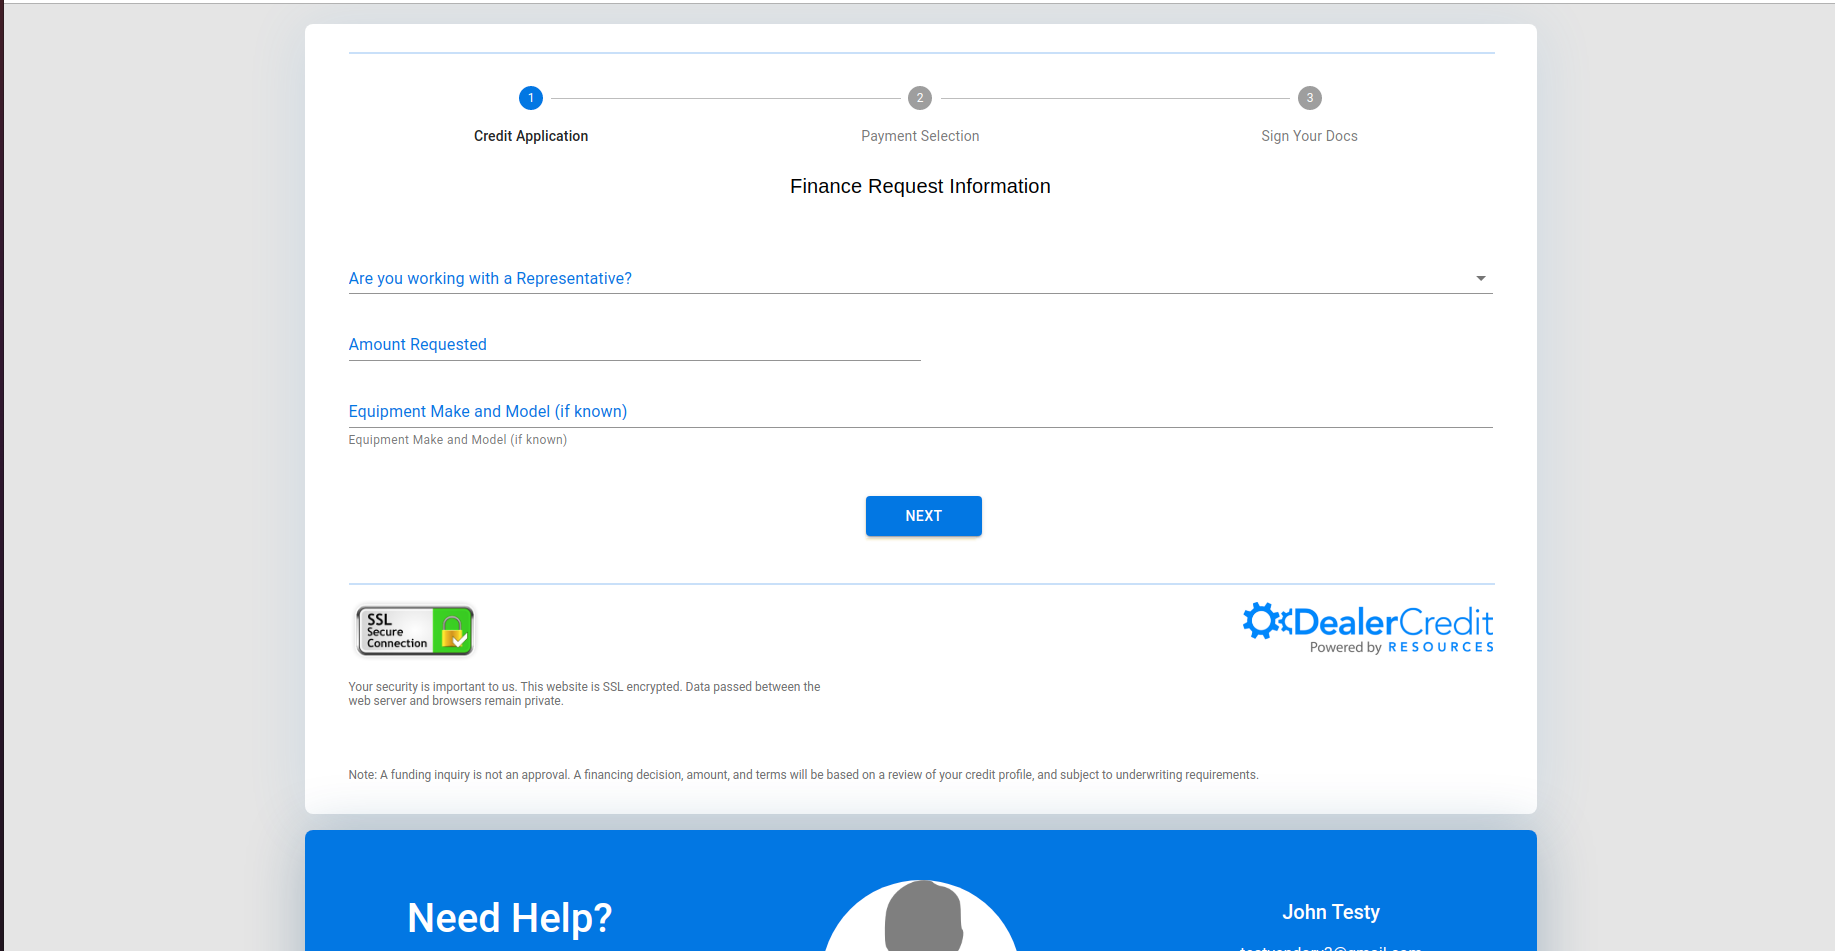 1
2
3
Credit Application
Payment Selection
Sign Your Docs
Finance Request Information
Are you working with a Representative?
Amount Requested
Equipment Make and Model (if known)
Equipment Make and Model (if known)
NEXT
SSL
Secure
Connection
DealerCredit
Powered by RESOURCES
Your security is important to us. This website is SSL encrypted. Data passed between the
web server and browsers remain private.
Note: A funding inquiry is not an approval. A financing decision, amount, and terms will be based on a review of your credit profile, and subject to underwriting requirements.
Need Help?
John Testy